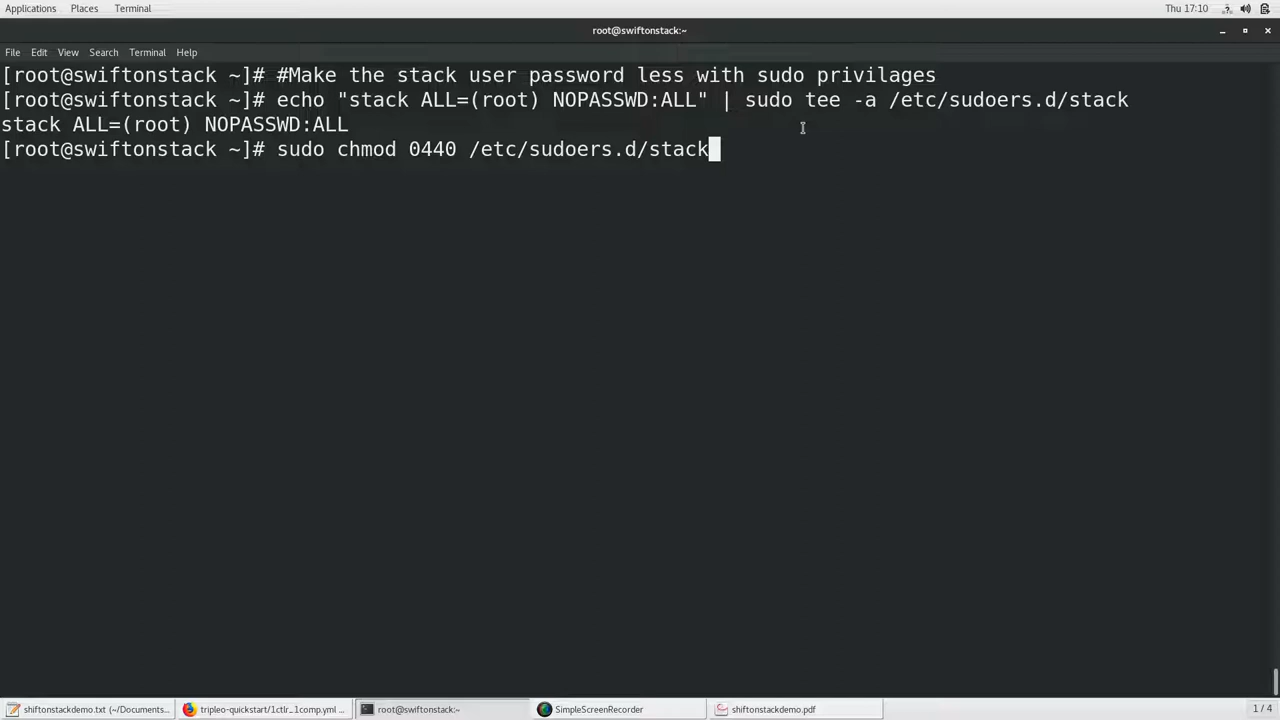 Applications Places Terminal Thu 17:10
root@swiftonstack:~
File Edit View Search Terminal Help
[root@swiftonstack ~]# #Make the stack user password less with sudo privilages
[root@swiftonstack ~]# echo "stack ALL=(root) NOPASSWD:ALL" | sudo tee -a /etc/sudoers.d/stack
stack ALL=(root) NOPASSWD:ALL
[root@swiftonstack ~]# sudo chmod 0440 /etc/sudoers.d/stack
shiftonstackdemo.txt (~/Documents... tripleo-quickstart/1ctlr_1comp.yml ... root@swiftonstack:~ SimpleScreenRecorder shiftonstackdemo.pdf 1 / 4